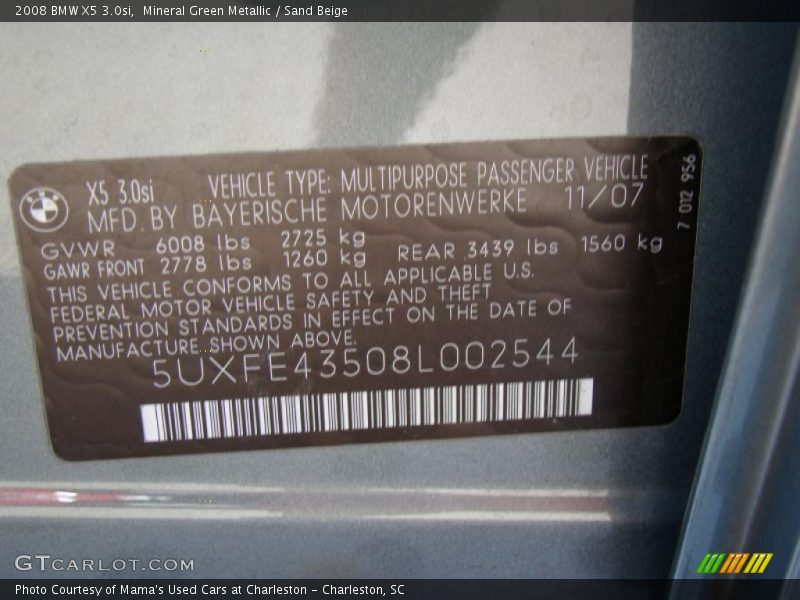 2008 BMW X5 3.0si, Mineral Green Metallic / Sand Beige
X5 3.0si VEHICLE TYPE: MULTIPURPOSE PASSENGER VEHICLE
MFD. BY BAYERISCHE MOTORENWERKE 11/07
GVWR 6008 lbs 2725 kg
GAWR FRONT 2778 lbs 1260 kg REAR 3439 lbs 1560 kg
THIS VEHICLE CONFORMS TO ALL APPLICABLE U.S.
FEDERAL MOTOR VEHICLE SAFETY AND THEFT
PREVENTION STANDARDS IN EFFECT ON THE DATE OF
MANUFACTURE SHOWN ABOVE.
5UXFE43508L002544
7 012 956
GTCARLOT.COM
Photo Courtesy of Mama's Used Cars at Charleston - Charleston, SC